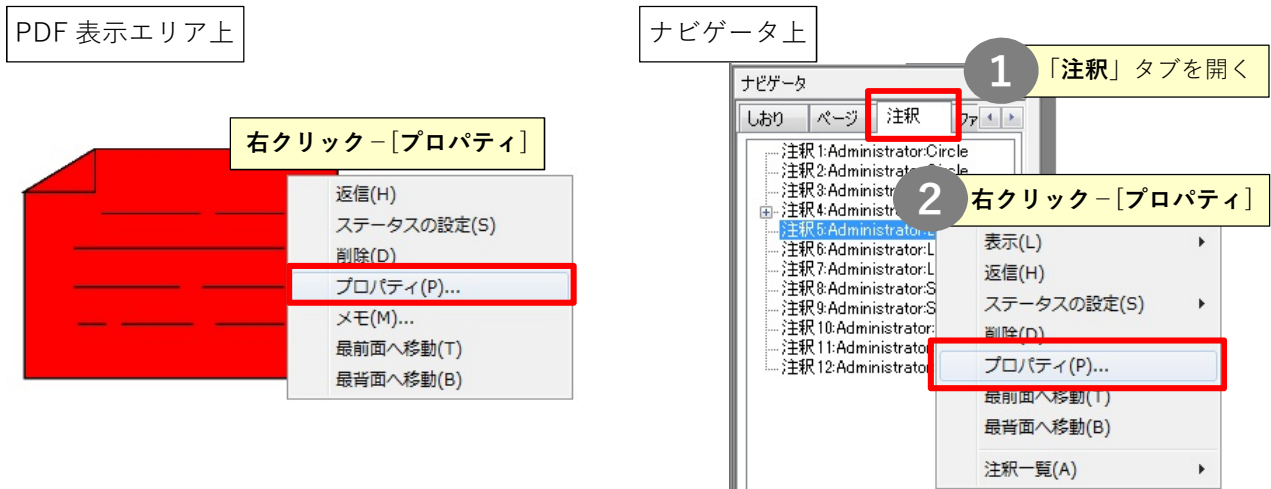 PDF 表示エリア上
右クリック－[プロパティ]
返信(H)
ステータスの設定(S)
削除(D)
プロパティ(P)...
メモ(M)...
最前面へ移動(T)
最背面へ移動(B)
ナビゲータ上
1
「注釈」タブを開く
ナビゲータ
しおり ページ 注釈
注釈1:Administrator:Circle
注釈2:Administrator:Circle
注釈3:Administr
注釈4:Administr
注釈5:Administrator:L
注釈6:Administrator:L
注釈7:Administrator:L
注釈8:Administrator:S
注釈9:Administrator:S
注釈10:Administrator:
注釈11:Administrator
注釈12:Administrator
2
右クリック－[プロパティ]
表示(L)
返信(H)
ステータスの設定(S)
削除(D)
プロパティ(P)...
最前面へ移動(T)
最背面へ移動(B)
注釈一覧(A)